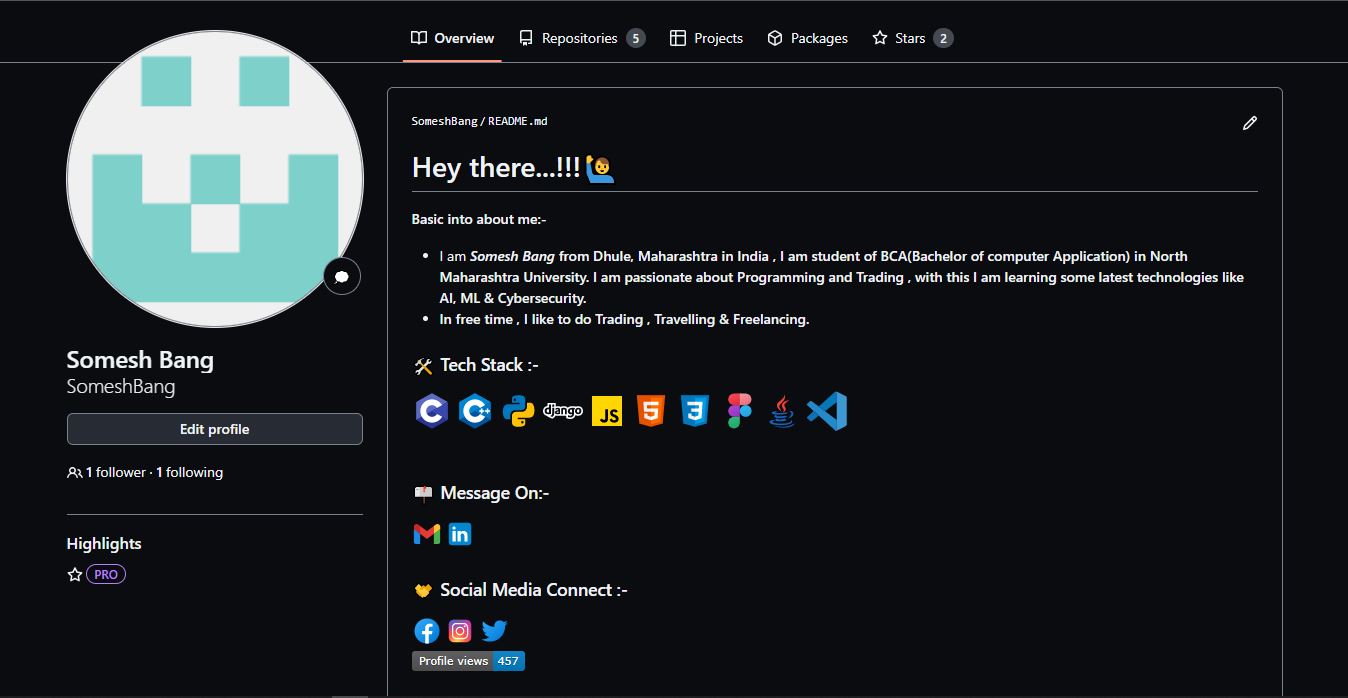 Overview Repositories 5 Projects Packages Stars 2
SomeshBang/README.md
Hey there...!!!
Basic into about me:-
I am Somesh Bang from Dhule, Maharashtra in India , I am student of BCA(Bachelor of computer Application) in North
Maharashtra University. I am passionate about Programming and Trading , with this I am learning some latest technologies like
AI, ML & Cybersecurity.
In free time , I like to do Trading , Travelling & Freelancing.
Tech Stack :-
C C++ django JS 5 3
Message On:-
in
Social Media Connect :-
Profile views 457
Somesh Bang
SomeshBang
Edit profile
1 follower · 1 following
Highlights
PRO